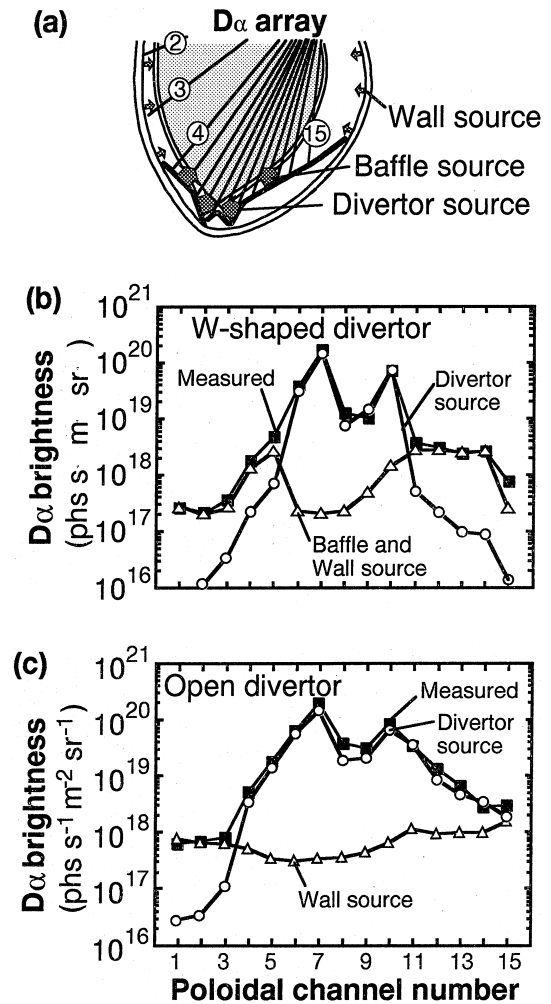 (a)
Dα array
2
3
4
15
Wall source
Baffle source
Divertor source
(b)
W-shaped divertor
Measured
Divertor
source
Baffle and
Wall source
Dα brightness
(phs s· m· sr·)
10^21
10^20
10^19
10^18
10^17
10^16
(c)
Open divertor
Measured
Divertor
source
Wall source
Dα brightness
(phs s^-1 m^-2 sr^-1)
10^21
10^20
10^19
10^18
10^17
10^16
1 3 5 7 9 11 13 15
Poloidal channel number